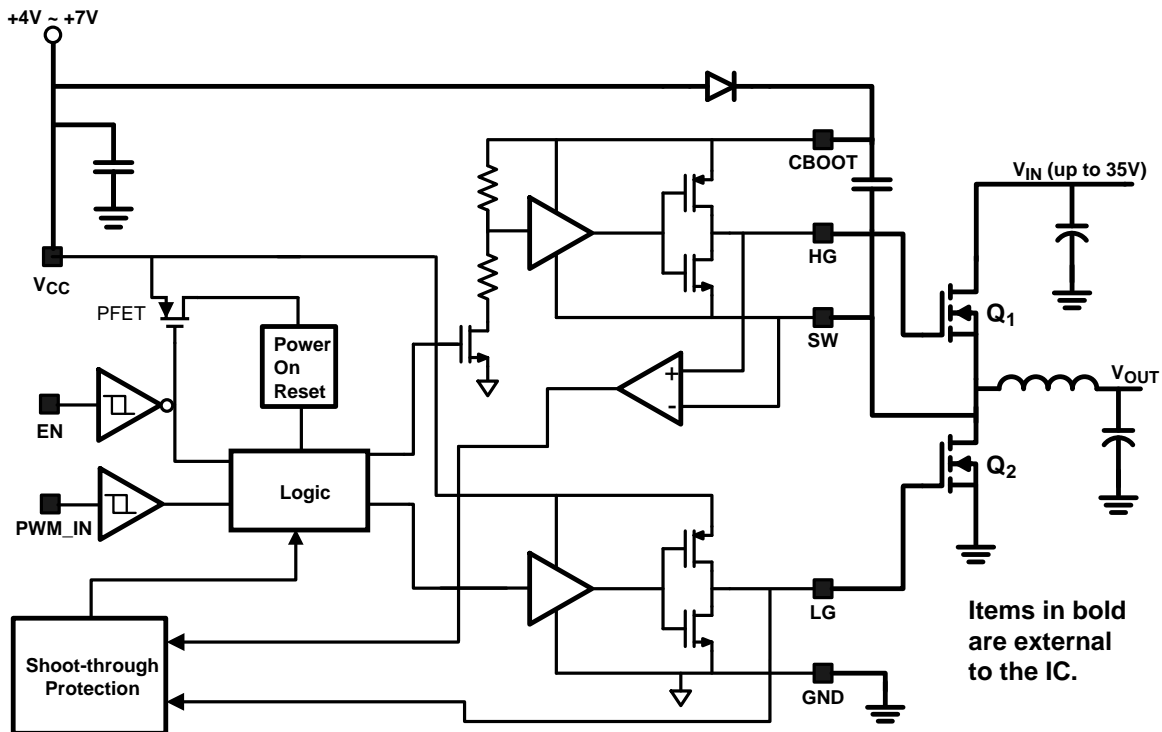 +4V ~ +7V
CBOOT
VIN (up to 35V)
VCC
HG
PFET
SW
Q1
Power
On
Reset
+
-
VOUT
EN
Logic
Q2
PWM_IN
LG
Shoot-through
Protection
GND
Items in bold
are external
to the IC.